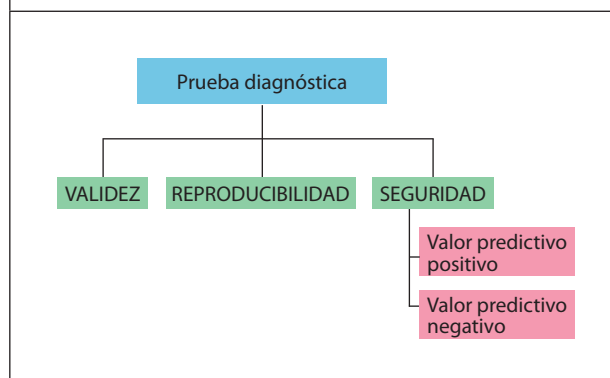 Prueba diagnóstica
VALIDEZ
REPRODUCIBILIDAD
SEGURIDAD
Valor predictivo
positivo
Valor predictivo
negativo